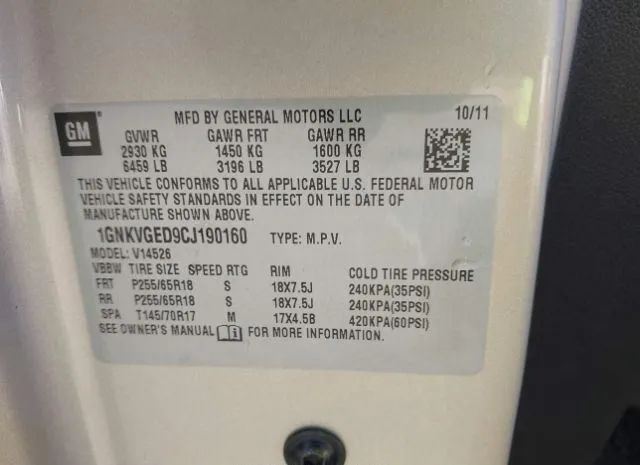 GM
MFD BY GENERAL MOTORS LLC 10/11
GVWR GAWR FRT GAWR RR
2930 KG 1450 KG 1600 KG
6459 LB 3196 LB 3527 LB
THIS VEHICLE CONFORMS TO ALL APPLICABLE U.S. FEDERAL MOTOR
VEHICLE SAFETY STANDARDS IN EFFECT ON THE DATE OF
MANUFACTURE SHOWN ABOVE.
1GNKVGED9CJ190160 TYPE: M.P.V.
MODEL: V14526
VBBW TIRE SIZE SPEED RTG RIM COLD TIRE PRESSURE
FRT P255/65R18 S 18X7.5J 240KPA(35PSI)
RR P255/65R18 S 18X7.5J 240KPA(35PSI)
SPA T145/70R17 M 17X4.5B 420KPA(60PSI)
SEE OWNER'S MANUAL FOR MORE INFORMATION.